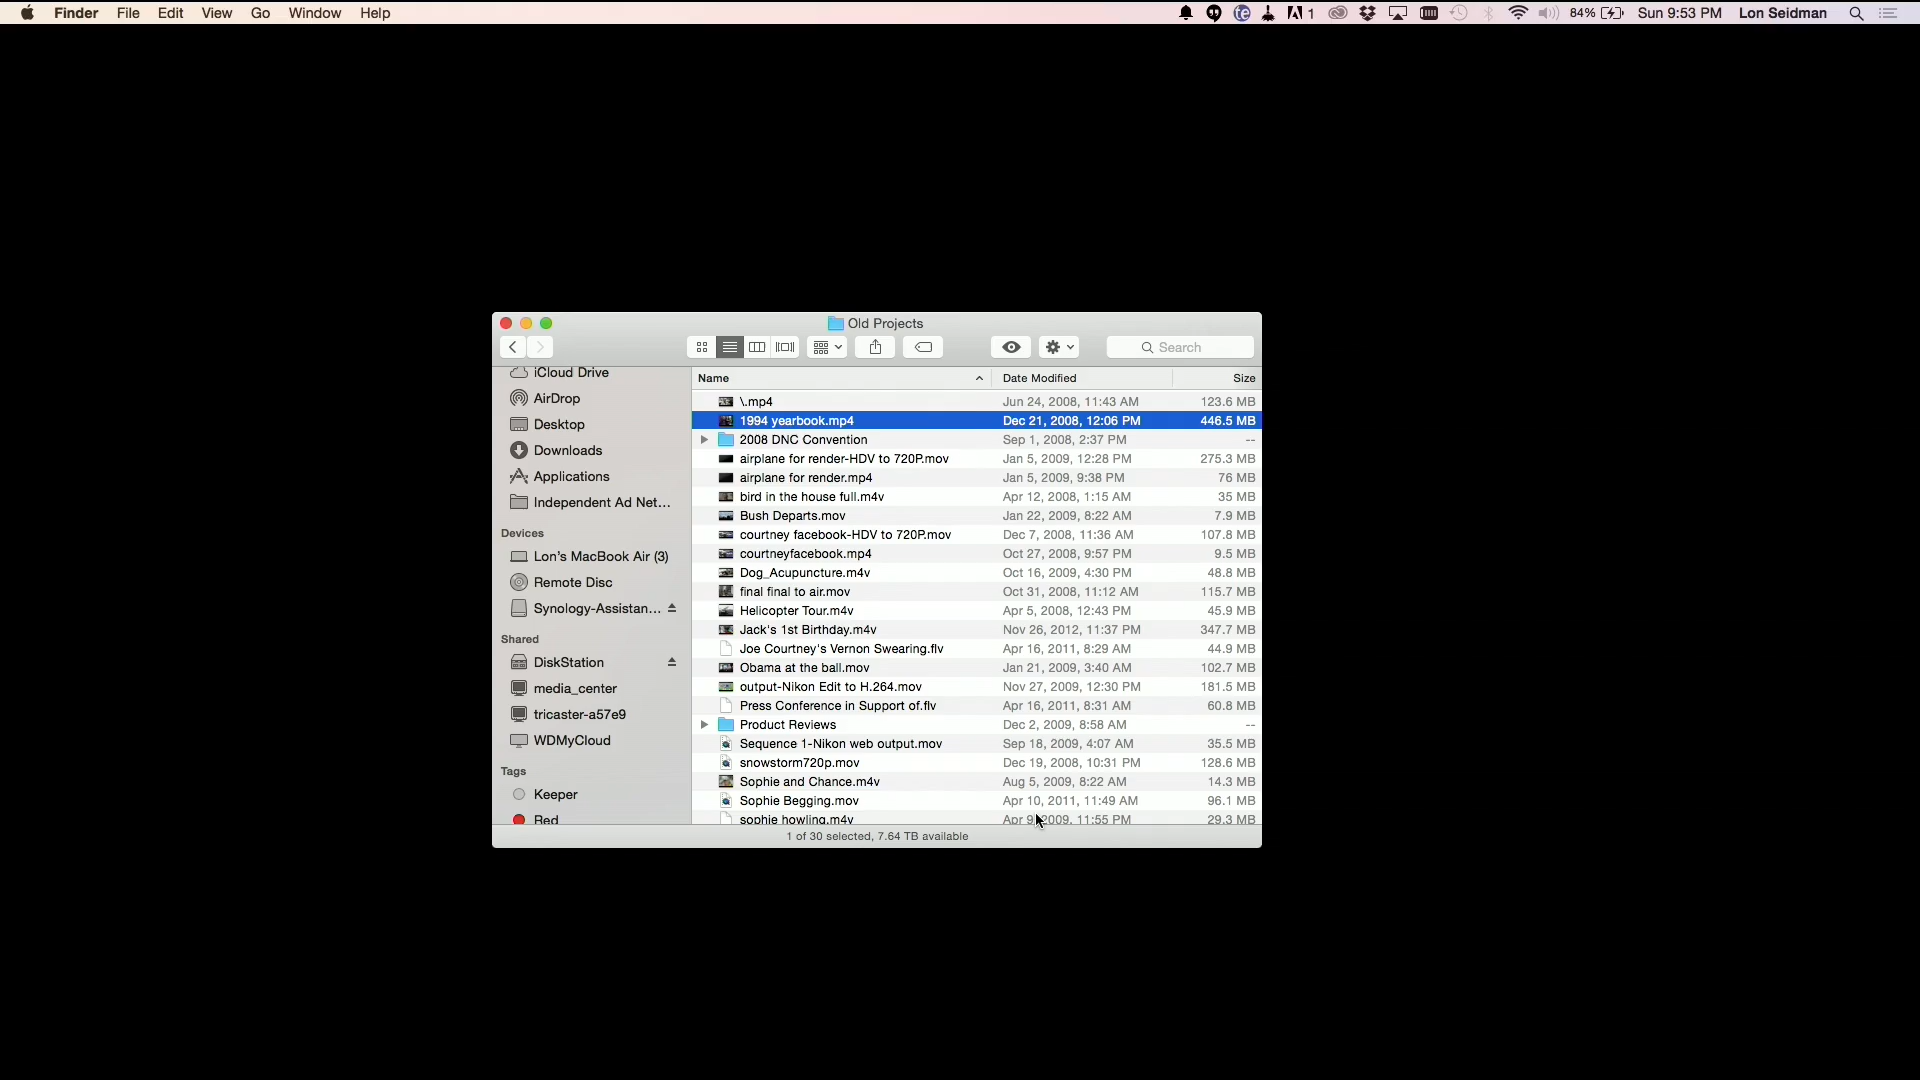 Finder File Edit View Go Window Help te 1 84% Sun 9:53 PM Lon Seidman
Old Projects
Search
iCloud Drive
AirDrop
Desktop
Downloads
Applications
Independent Ad Net...
Devices
Lon's MacBook Air (3)
Remote Disc
Synology-Assistan...
Shared
DiskStation
media_center
tricaster-a57e9
WDMyCloud
Tags
Keeper
Red
Name Date Modified Size
\.mp4 Jun 24, 2008, 11:43 AM 123.6 MB
1994 yearbook.mp4 Dec 21, 2008, 12:06 PM 446.5 MB
2008 DNC Convention Sep 1, 2008, 2:37 PM --
airplane for render-HDV to 720P.mov Jan 5, 2009, 12:28 PM 275.3 MB
airplane for render.mp4 Jan 5, 2009, 9:38 PM 76 MB
bird in the house full.m4v Apr 12, 2008, 1:15 AM 35 MB
Bush Departs.mov Jan 22, 2009, 8:22 AM 7.9 MB
courtney facebook-HDV to 720P.mov Dec 7, 2008, 11:36 AM 107.8 MB
courtneyfacebook.mp4 Oct 27, 2008, 9:57 PM 9.5 MB
Dog_Acupuncture.m4v Oct 16, 2009, 4:30 PM 48.8 MB
final final to air.mov Oct 31, 2008, 11:12 AM 115.7 MB
Helicopter Tour.m4v Apr 5, 2008, 12:43 PM 45.9 MB
Jack's 1st Birthday.m4v Nov 26, 2012, 11:37 PM 347.7 MB
Joe Courtney's Vernon Swearing.flv Apr 16, 2011, 8:29 AM 44.9 MB
Obama at the ball.mov Jan 21, 2009, 3:40 AM 102.7 MB
output-Nikon Edit to H.264.mov Nov 27, 2009, 12:30 PM 181.5 MB
Press Conference in Support of.flv Apr 16, 2011, 8:31 AM 60.8 MB
Product Reviews Dec 2, 2009, 8:58 AM --
Sequence 1-Nikon web output.mov Sep 18, 2009, 4:07 AM 35.5 MB
snowstorm720p.mov Dec 19, 2008, 10:31 PM 128.6 MB
Sophie and Chance.m4v Aug 5, 2009, 8:22 AM 14.3 MB
Sophie Begging.mov Apr 10, 2011, 11:49 AM 96.1 MB
sophie howling.m4v Apr 9, 2009, 11:55 PM 29.3 MB
1 of 30 selected, 7.64 TB available